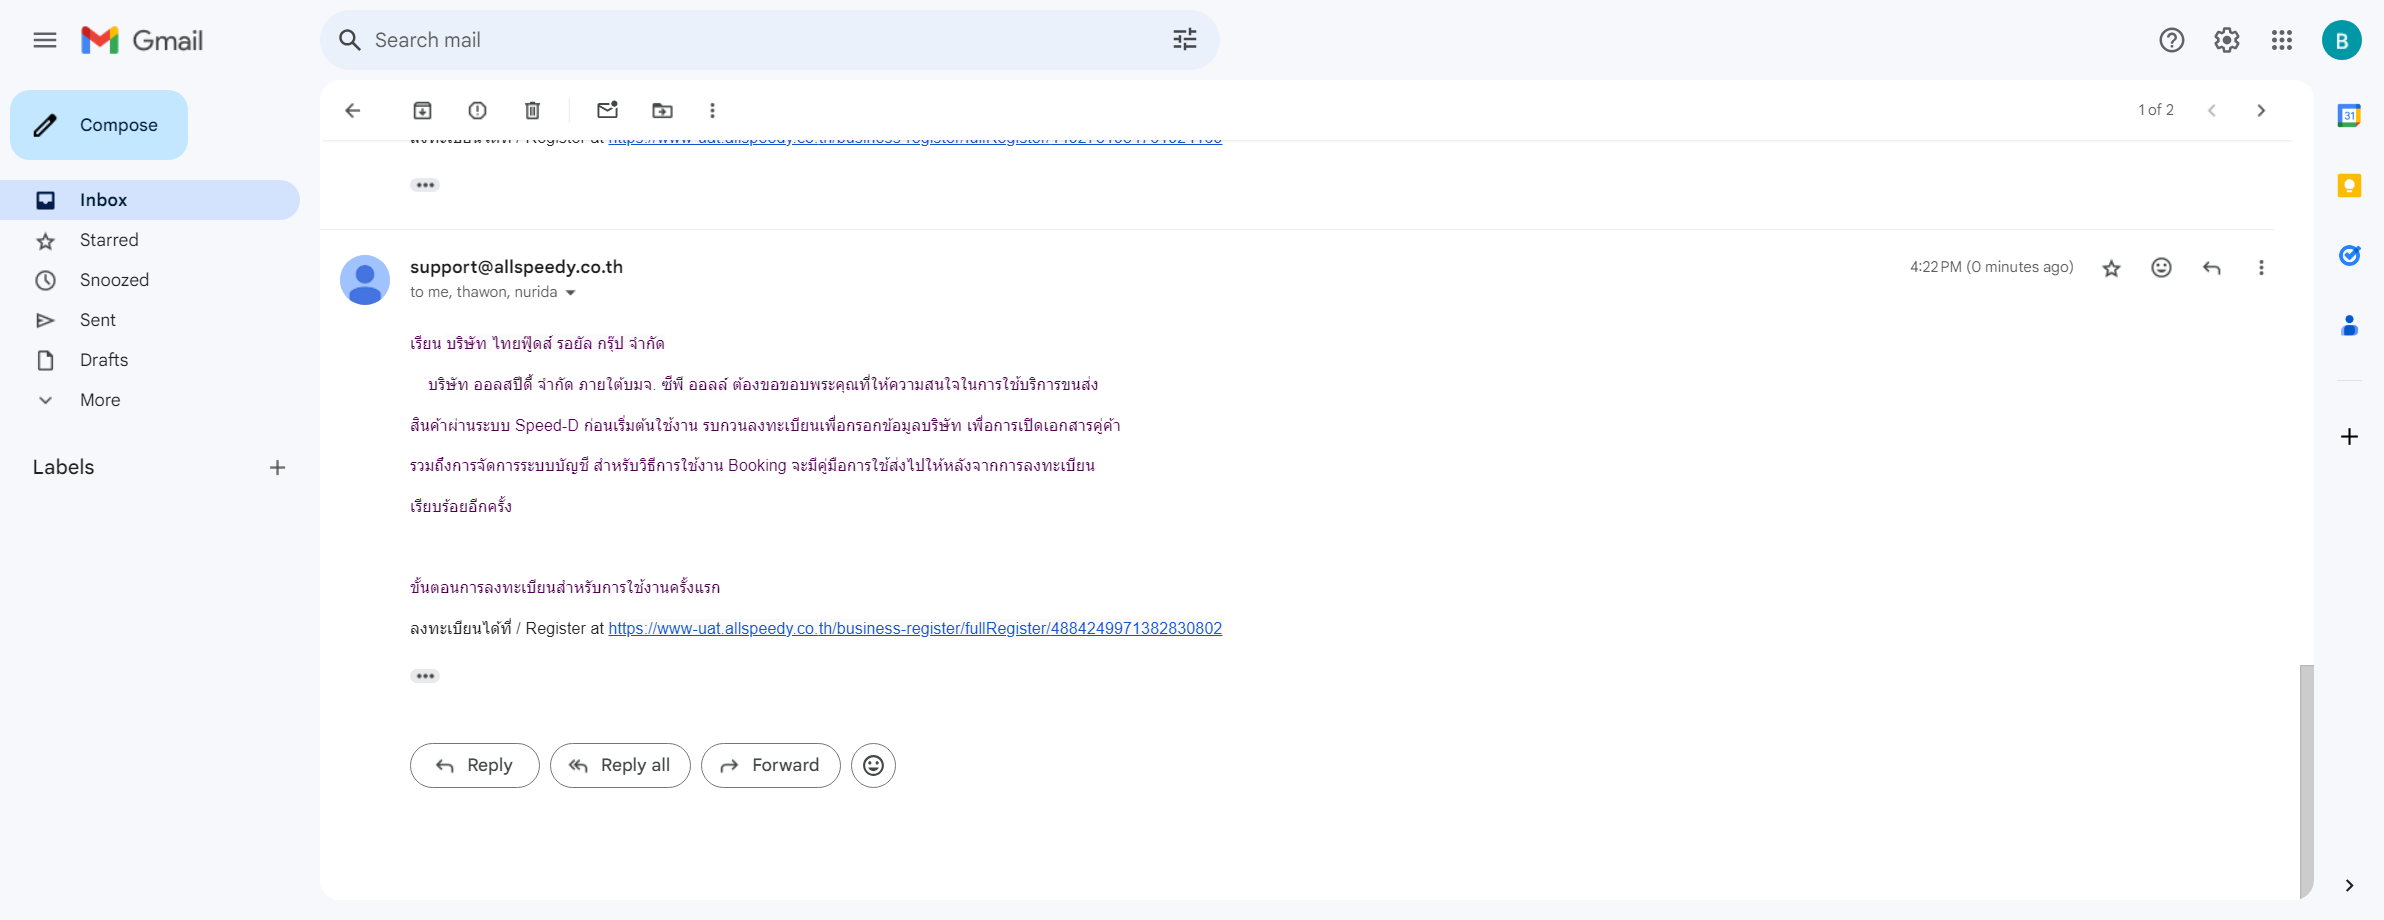 Gmail
Search mail
B
Compose
1 of 2
31
Inbox
Starred
Snoozed
Sent
Drafts
More
Labels
ลงทะเบียนได้ที่ / Register at
support@allspeedy.co.th
4:22 PM (0 minutes ago)
to me, thawon, nurida
เรียน บริษัท ไทยฟู๊ดส์ รอยัล กรุ๊ป จำกัด
บริษัท ออลสปีดี้ จำกัด ภายใต้บมจ. ซีพี ออลล์ ต้องขอขอบพระคุณที่ให้ความสนใจในการใช้บริการขนส่ง
สินค้าผ่านระบบ Speed-D ก่อนเริ่มต้นใช้งาน รบกวนลงทะเบียนเพื่อกรอกข้อมูลบริษัท เพื่อการเปิดเอกสารคู่ค้า
รวมถึงการจัดการระบบบัญชี สำหรับวิธีการใช้งาน Booking จะมีคู่มือการใช้ส่งไปให้หลังจากการลงทะเบียน
เรียบร้อยอีกครั้ง
ขั้นตอนการลงทะเบียนสำหรับการใช้งานครั้งแรก
ลงทะเบียนได้ที่ / Register at https://www-uat.allspeedy.co.th/business-register/fullRegister/4884249971382830802
Reply
Reply all
Forward